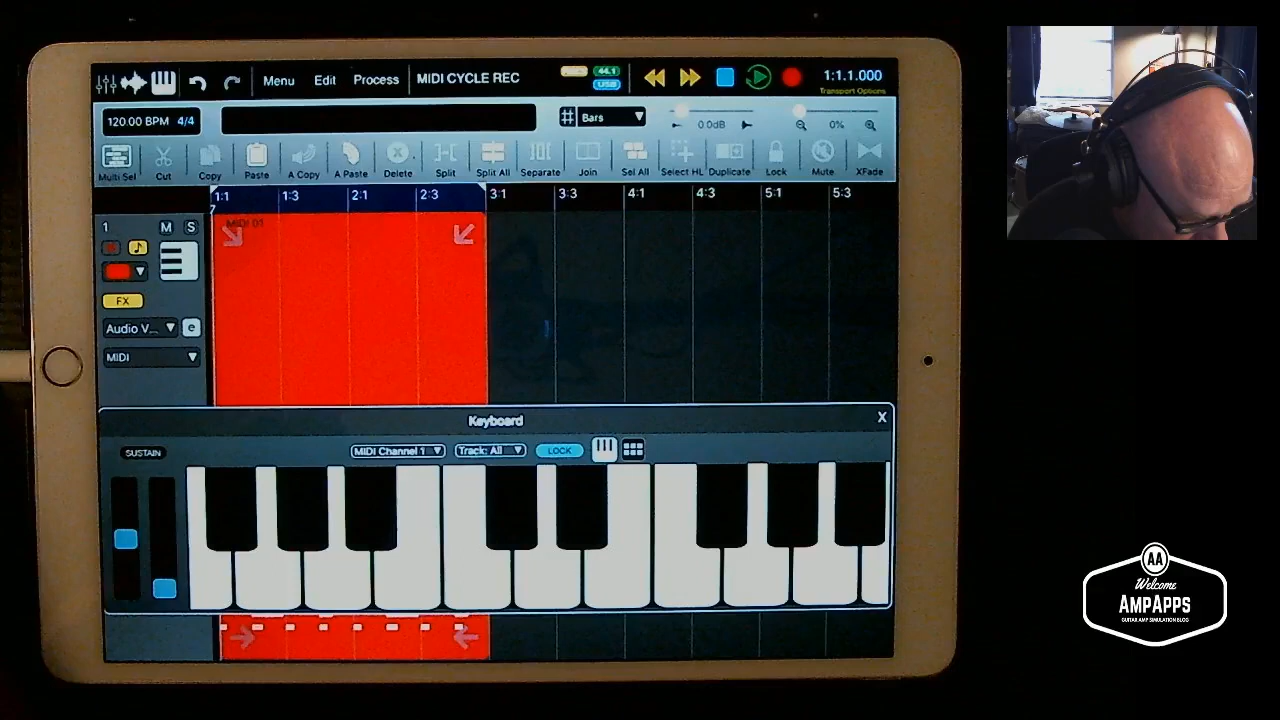 Menu Edit Process MIDI CYCLE REC 44.1 USB 1:1.1.000
Transport Options
120.00 BPM 4/4 Bars 0.0dB 0%
Multi Sel Cut Copy Paste A Copy A Paste Delete Split Split All Separate Join Sel All Select HL Duplicate Lock Mute XFade
1:1 1:3 2:1 2:3 3:1 3:3 4:1 4:3 5:1 5:3
1 M S MIDI 01
FX
Audio V... e
MIDI
Keyboard X
SUSTAIN MIDI Channel 1 Track: All LOCK
AA
Welcome
AMPAPPS
GUITAR AMP SIMULATION BLOG